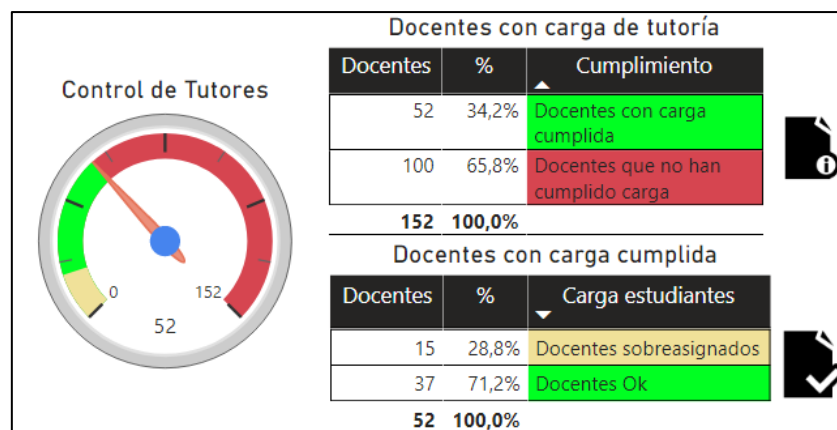 Control de Tutores
0
152
52
Docentes con carga de tutoría
Docentes % Cumplimiento
52 34,2% Docentes con carga
cumplida
100 65,8% Docentes que no han
cumplido carga
152 100,0%
Docentes con carga cumplida
Docentes % Carga estudiantes
15 28,8% Docentes sobreasignados
37 71,2% Docentes Ok
52 100,0%